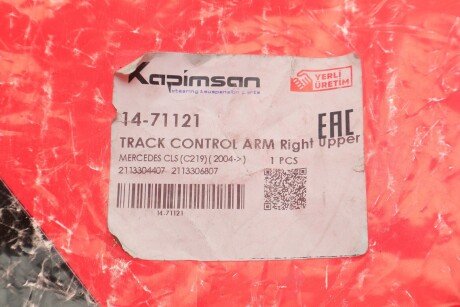 Kapimsan
steering & suspension parts
YERLİ
ÜRETİM
14-71121
EAC
TRACK CONTROL ARM Right Upper
MERCEDES CLS (C219) ( 2004-> ) 1 PCS
2113304407 2113306807
14.71121